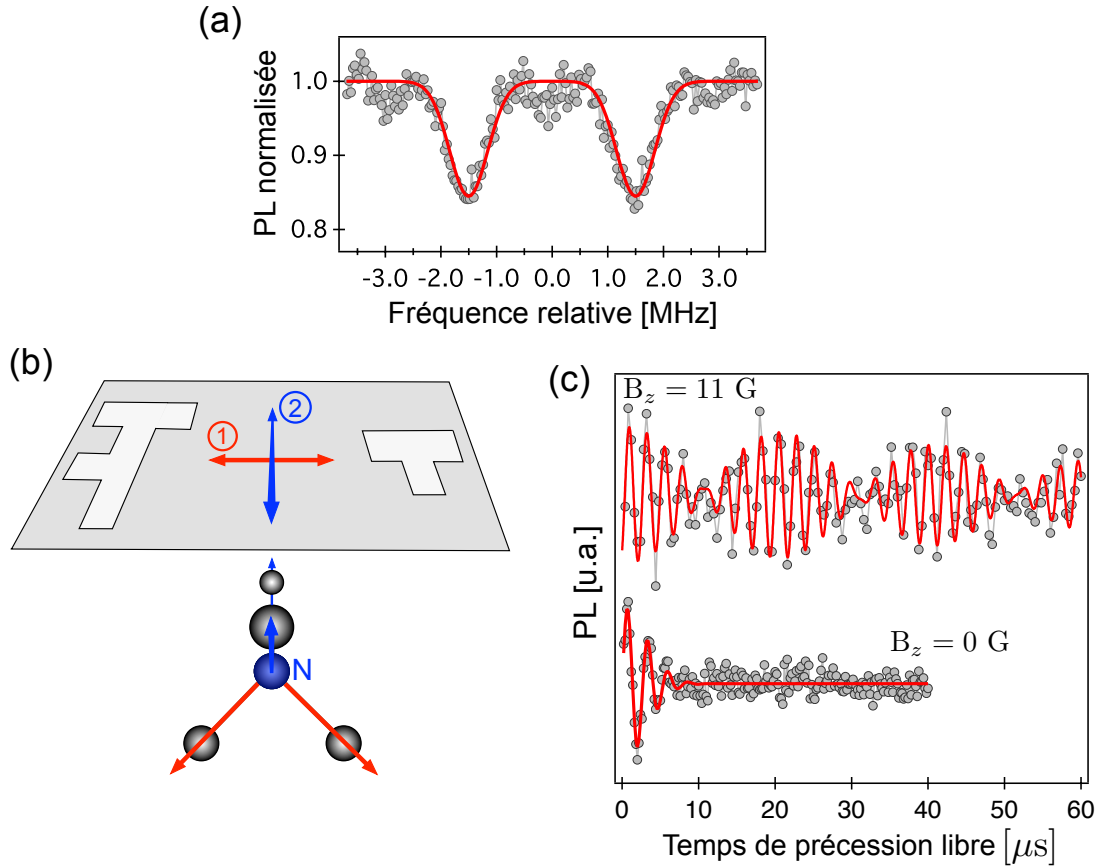 (a)
PL normalisée
1.0
0.9
0.8
-3.0 -2.0 -1.0 0.0 1.0 2.0 3.0
Fréquence relative [MHz]
(b)
1
2
N
(c)
B_z = 11 G
B_z = 0 G
PL [u.a.]
0 10 20 30 40 50 60
Temps de précession libre [μs]